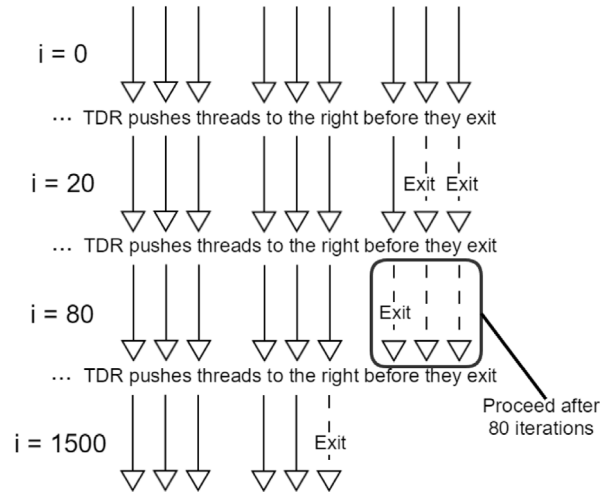 i = 0
... TDR pushes threads to the right before they exit
i = 20
Exit Exit
... TDR pushes threads to the right before they exit
i = 80
Exit
... TDR pushes threads to the right before they exit
Proceed after
80 iterations
i = 1500
Exit